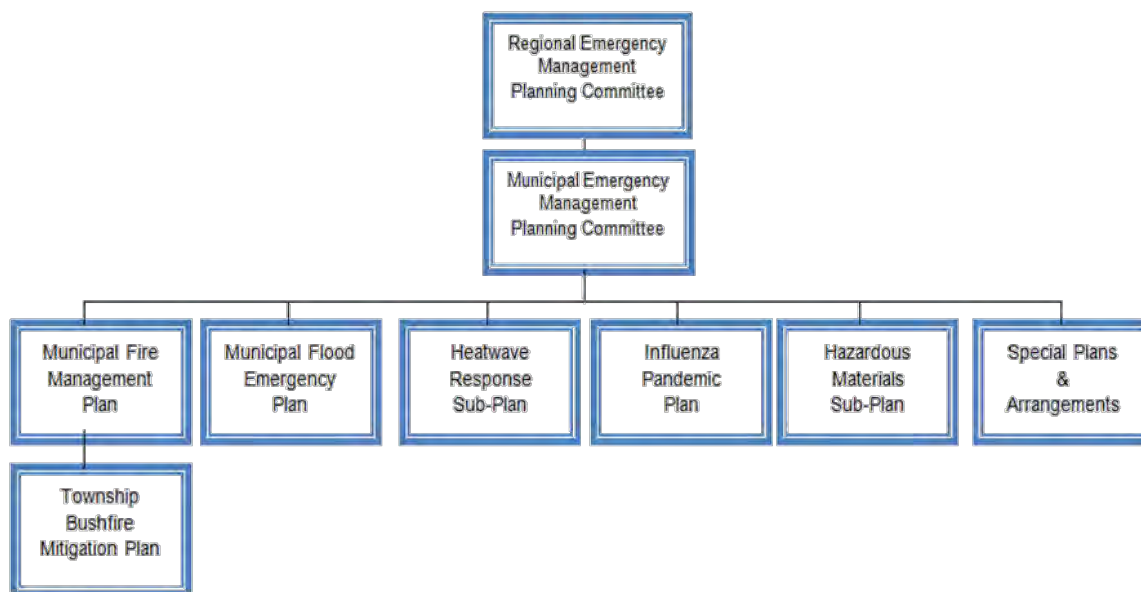 Regional Emergency
Management
Planning Committee
Municipal Emergency
Management
Planning Committee
Municipal Fire
Management
Plan
Municipal Flood
Emergency
Plan
Heatwave
Response
Sub-Plan
Influenza
Pandemic
Plan
Hazardous
Materials
Sub-Plan
Special Plans
&
Arrangements
Township
Bushfire
Mitigation Plan